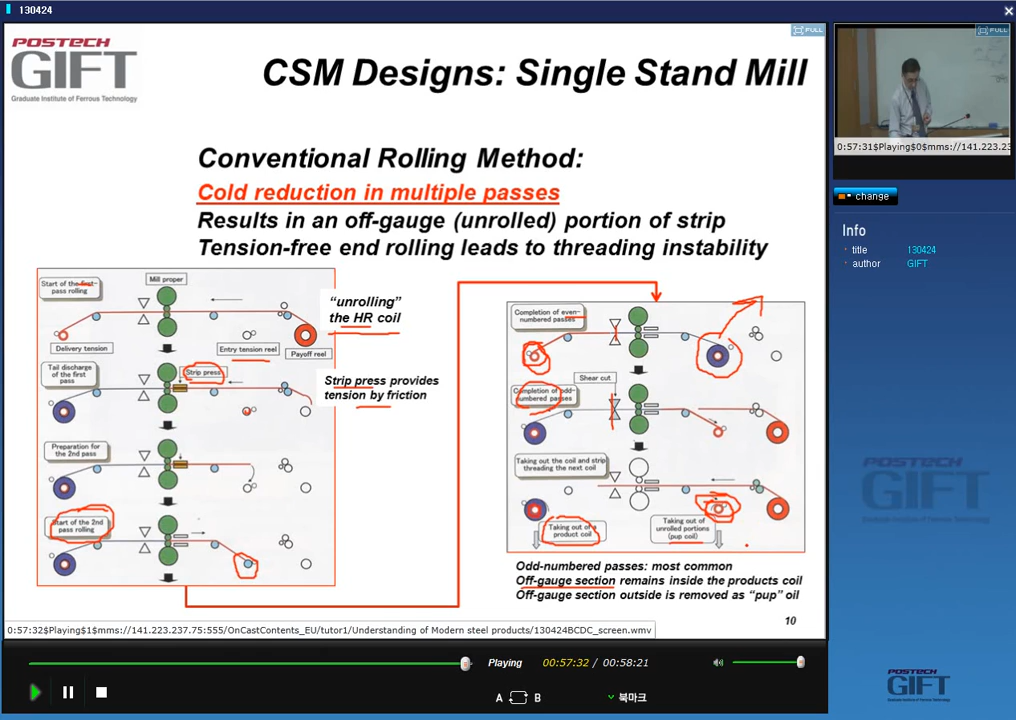 130424
POSTECH
GIFT
Graduate Institute of Ferrous Technology
FULL
CSM Designs: Single Stand Mill
Conventional Rolling Method:
Cold reduction in multiple passes
Results in an off-gauge (unrolled) portion of strip
Tension-free end rolling leads to threading instability
Start of the first-
pass rolling
Mill proper
Delivery tension
Entry tension reel
Payoff reel
"unrolling"
the HR coil
Tail discharge
of the first
pass
Strip press
Strip press provides
tension by friction
Preparation for
the 2nd pass
Start of the 2nd
pass rolling
Completion of even-
numbered passes
Shear cut
Completion of odd-
numbered passes
Taking out the coil and strip
threading the next coil
Taking out of
product coil
Taking out of
unrolled portions
(pup coil)
Odd-numbered passes: most common
Off-gauge section remains inside the products coil
Off-gauge section outside is removed as "pup" oil
10
0:57:32$Playing$1$mms://141.223.237.75:555/OnCastContents_EU/tutor1/Understanding of Modern steel products/130424BCDC_screen.wmv
Playing
00:57:32 / 00:58:21
A
B
북마크
FULL
0:57:31$Playing$0$mms://141.223.23
change
Info
title
130424
author
GIFT
POSTECH
GIFT
POSTECH
GIFT